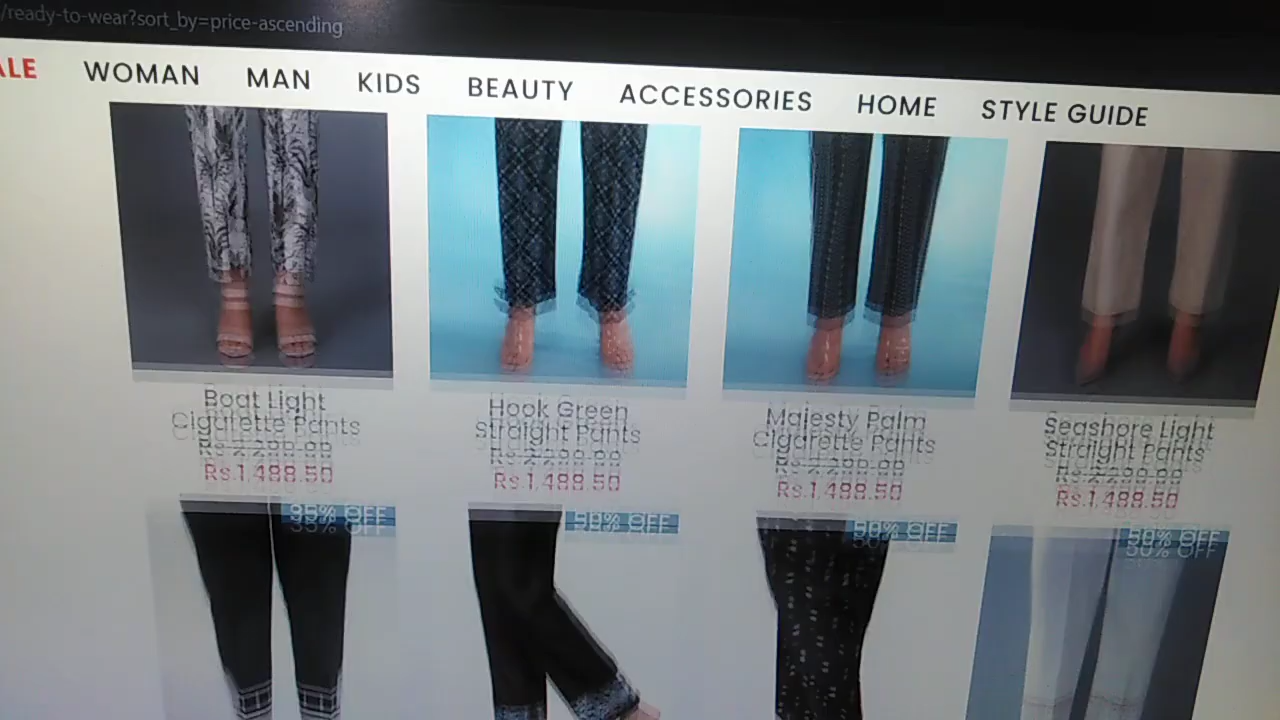 /ready-to-wear?sort_by=price-ascending
ALE WOMAN MAN KIDS BEAUTY ACCESSORIES HOME STYLE GUIDE
Boat Light
Cigarette Pants
Rs.1,488.50
Hook Green
Straight Pants
Rs.1,488.50
Majesty Palm
Cigarette Pants
Rs.1,488.50
Seashore Light
Straight Pants
Rs.1,488.50
50% OFF
50% OFF
50% OFF